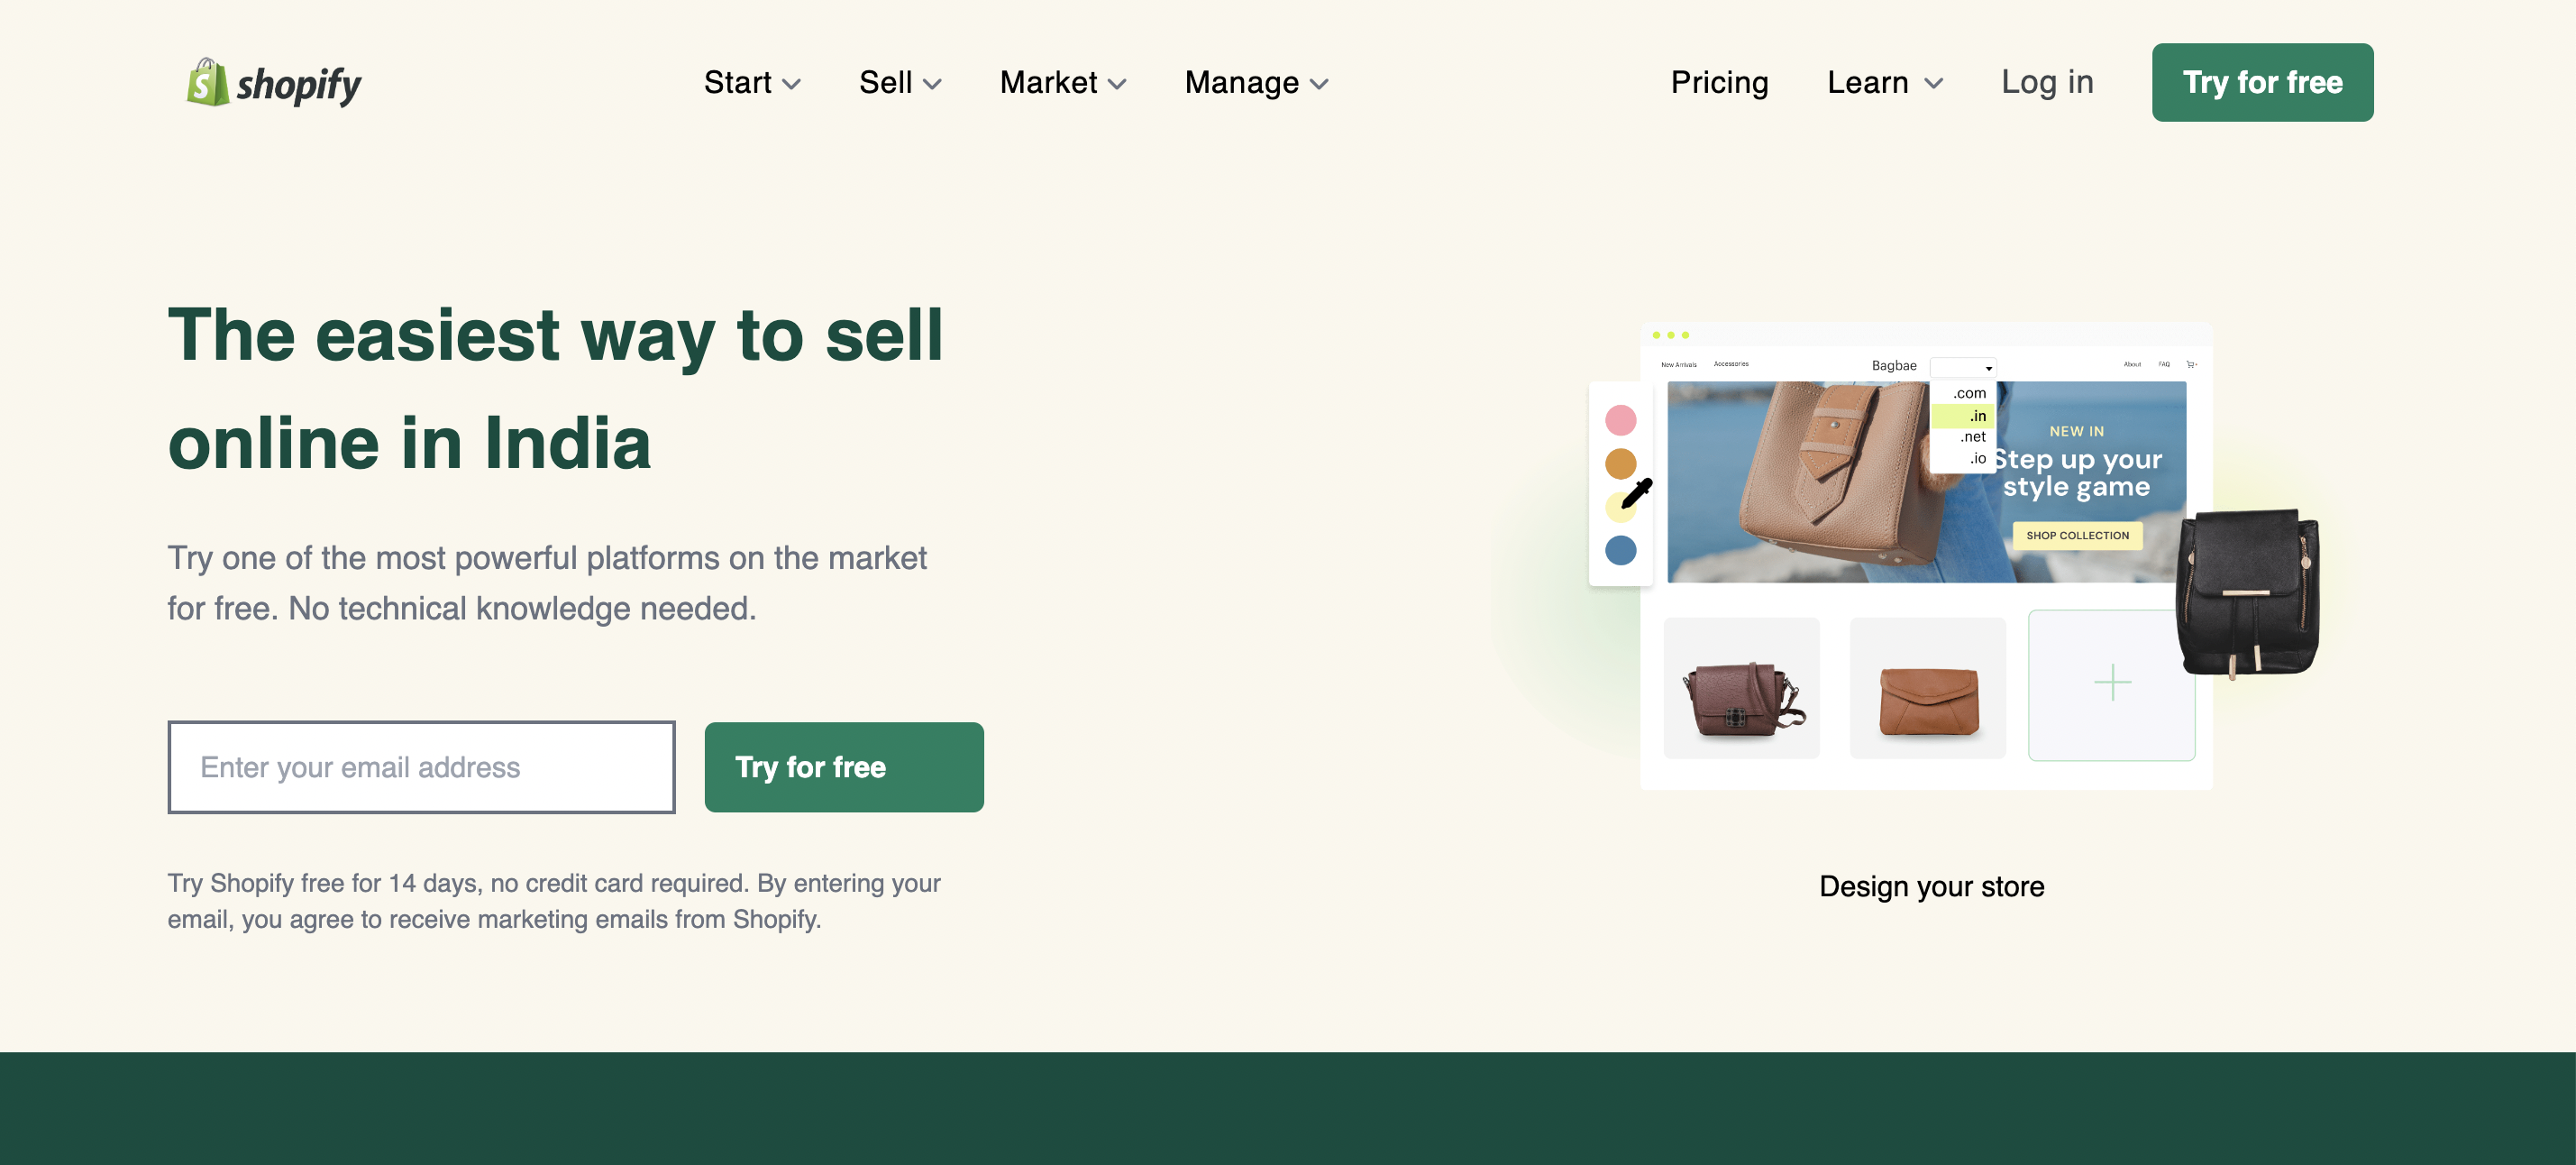 shopify
Start
Sell
Market
Manage
Pricing
Learn
Log in
Try for free
The easiest way to sell
online in India
Try one of the most powerful platforms on the market
for free. No technical knowledge needed.
Enter your email address
Try for free
Try Shopify free for 14 days, no credit card required. By entering your
email, you agree to receive marketing emails from Shopify.
New Arrivals
Accessories
Bagbae
About
FAQ
.com
.in
.net
.io
NEW IN
Step up your
style game
SHOP COLLECTION
Design your store